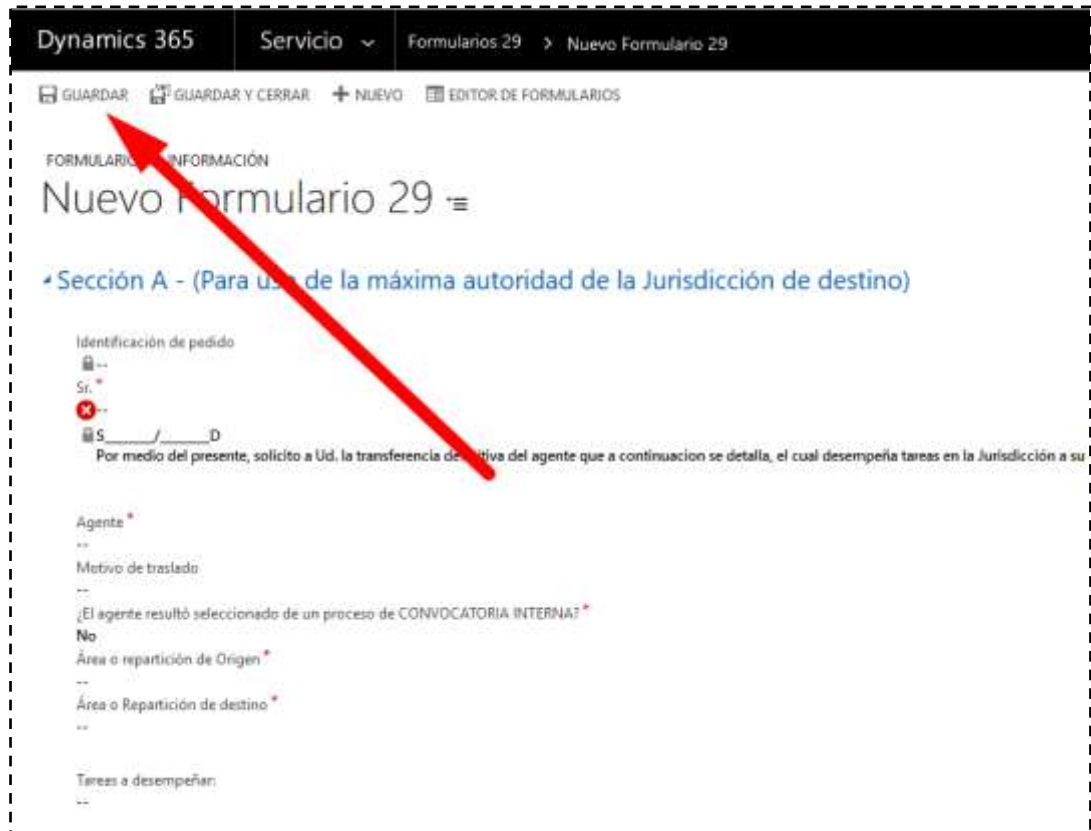 Dynamics 365 Servicio Formularios 29 > Nuevo Formulario 29
GUARDAR GUARDAR Y CERRAR + NUEVO EDITOR DE FORMULARIOS
FORMULARIO INFORMACIÓN
Nuevo Formulario 29
Sección A - (Para uso de la máxima autoridad de la Jurisdicción de destino)
Identificación de pedido
--
Sr. *
--
S______/______D
Por medio del presente, solicito a Ud. la transferencia definitiva del agente que a continuacion se detalla, el cual desempeña tareas en la Jurisdicción a su
Agente *
--
Motivo de traslado
--
¿El agente resultó seleccionado de un proceso de CONVOCATORIA INTERNA? *
No
Área o repartición de Origen *
--
Área o Repartición de destino *
--
Tareas a desempeñar:
--